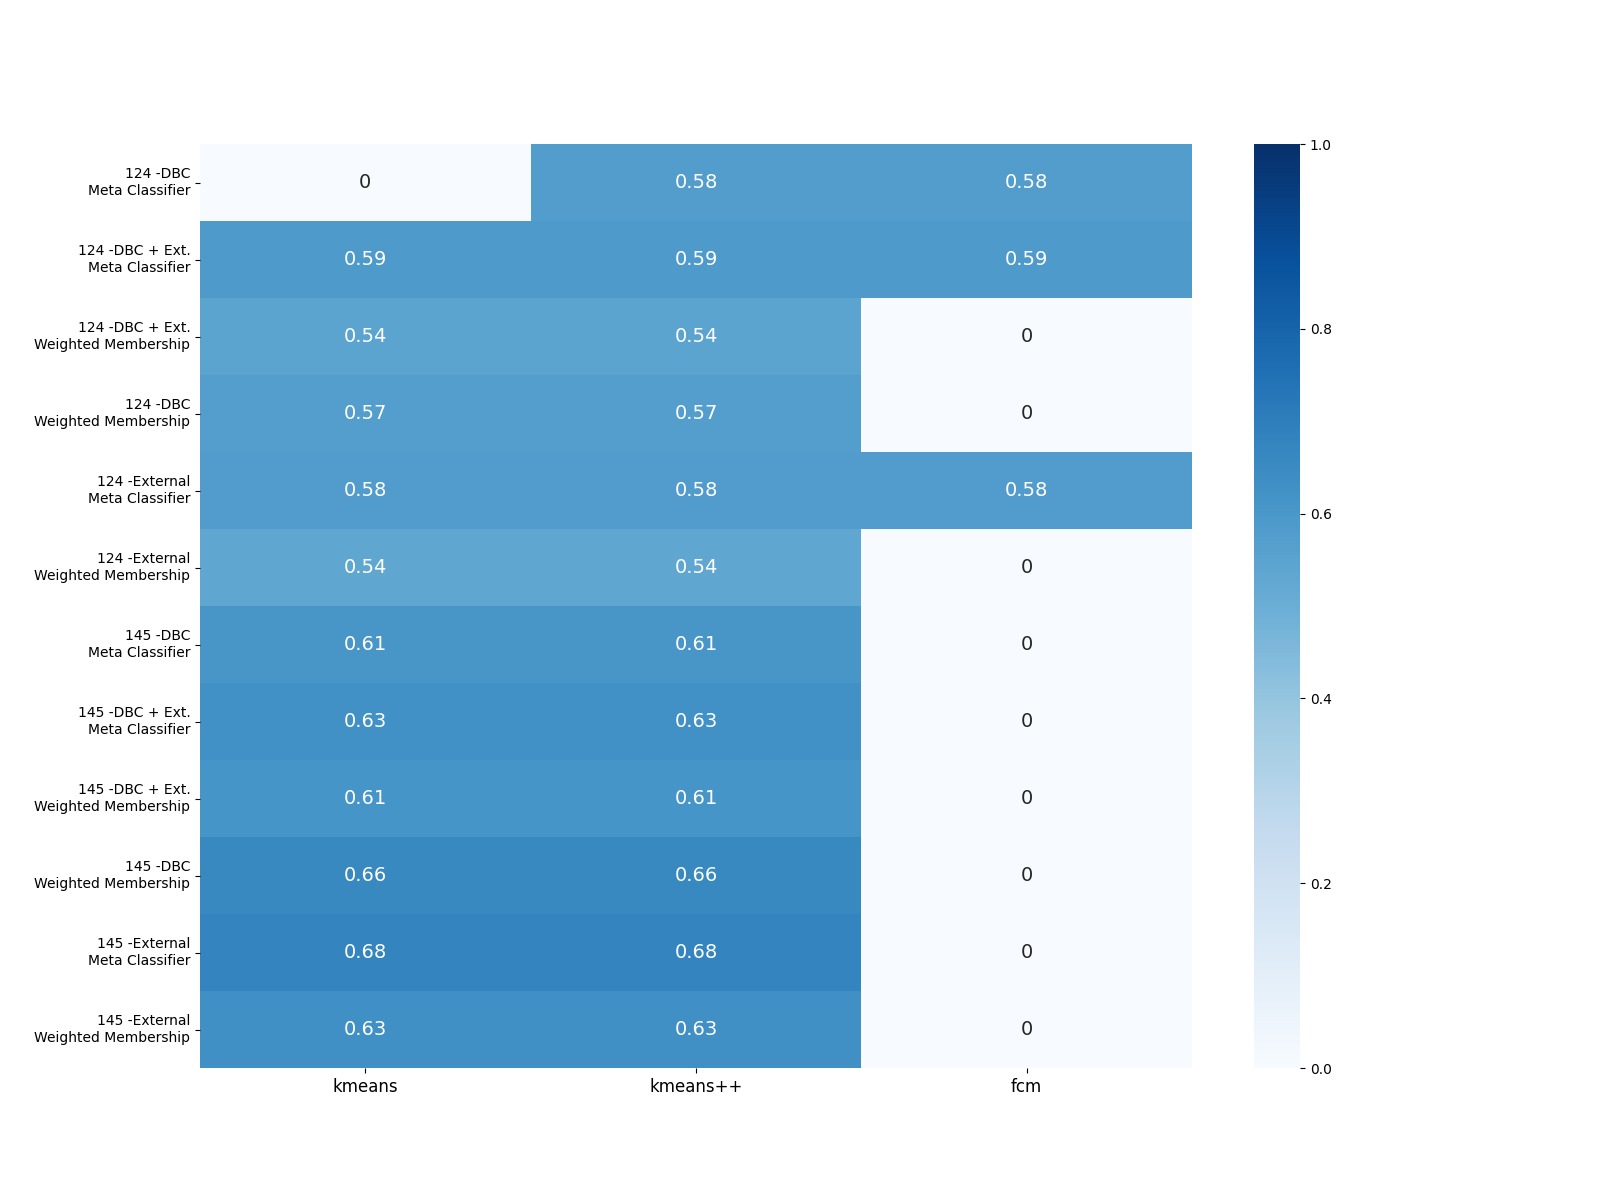 124 -DBC
Meta Classifier
0 0.58 0.58
124 -DBC + Ext.
Meta Classifier
0.59 0.59 0.59
124 -DBC + Ext.
Weighted Membership
0.54 0.54 0
124 -DBC
Weighted Membership
0.57 0.57 0
124 -External
Meta Classifier
0.58 0.58 0.58
124 -External
Weighted Membership
0.54 0.54 0
145 -DBC
Meta Classifier
0.61 0.61 0
145 -DBC + Ext.
Meta Classifier
0.63 0.63 0
145 -DBC + Ext.
Weighted Membership
0.61 0.61 0
145 -DBC
Weighted Membership
0.66 0.66 0
145 -External
Meta Classifier
0.68 0.68 0
145 -External
Weighted Membership
0.63 0.63 0
kmeans kmeans++ fcm
1.0
0.8
0.6
0.4
0.2
0.0